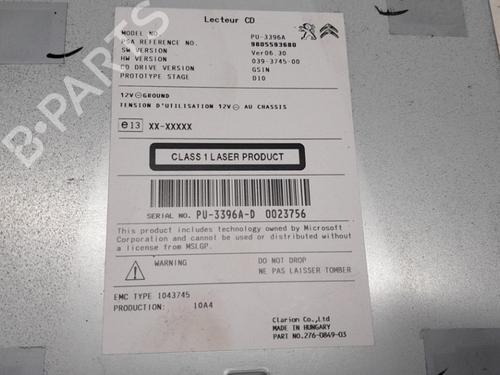 Lecteur CD
MODEL NO. PU-3396A
PSA REFERENCE NO. 9805593680
SW VERSION Ver06.30
HW VERSION 039-3745-00
CD DRIVE VERSION GSIN
PROTOTYPE STAGE DIO
12V⊖GROUND
TENSION D'UTILISATION 12V⊖ AU CHASSIS
e13 XX-XXXXX
CLASS 1 LASER PRODUCT
SERIAL NO. PU-3396A-D 0023756
This product includes technology owned by Microsoft
Corporation and cannot be used or distributed without
a license from MSLGP.
WARNING DO NOT DROP
NE PAS LAISSER TOMBER
EMC TYPE 1043745
PRODUCTION: 10A4
Clarion Co.,Ltd
MADE IN HUNGARY
PART NO.276-0849-03
B-PARTS